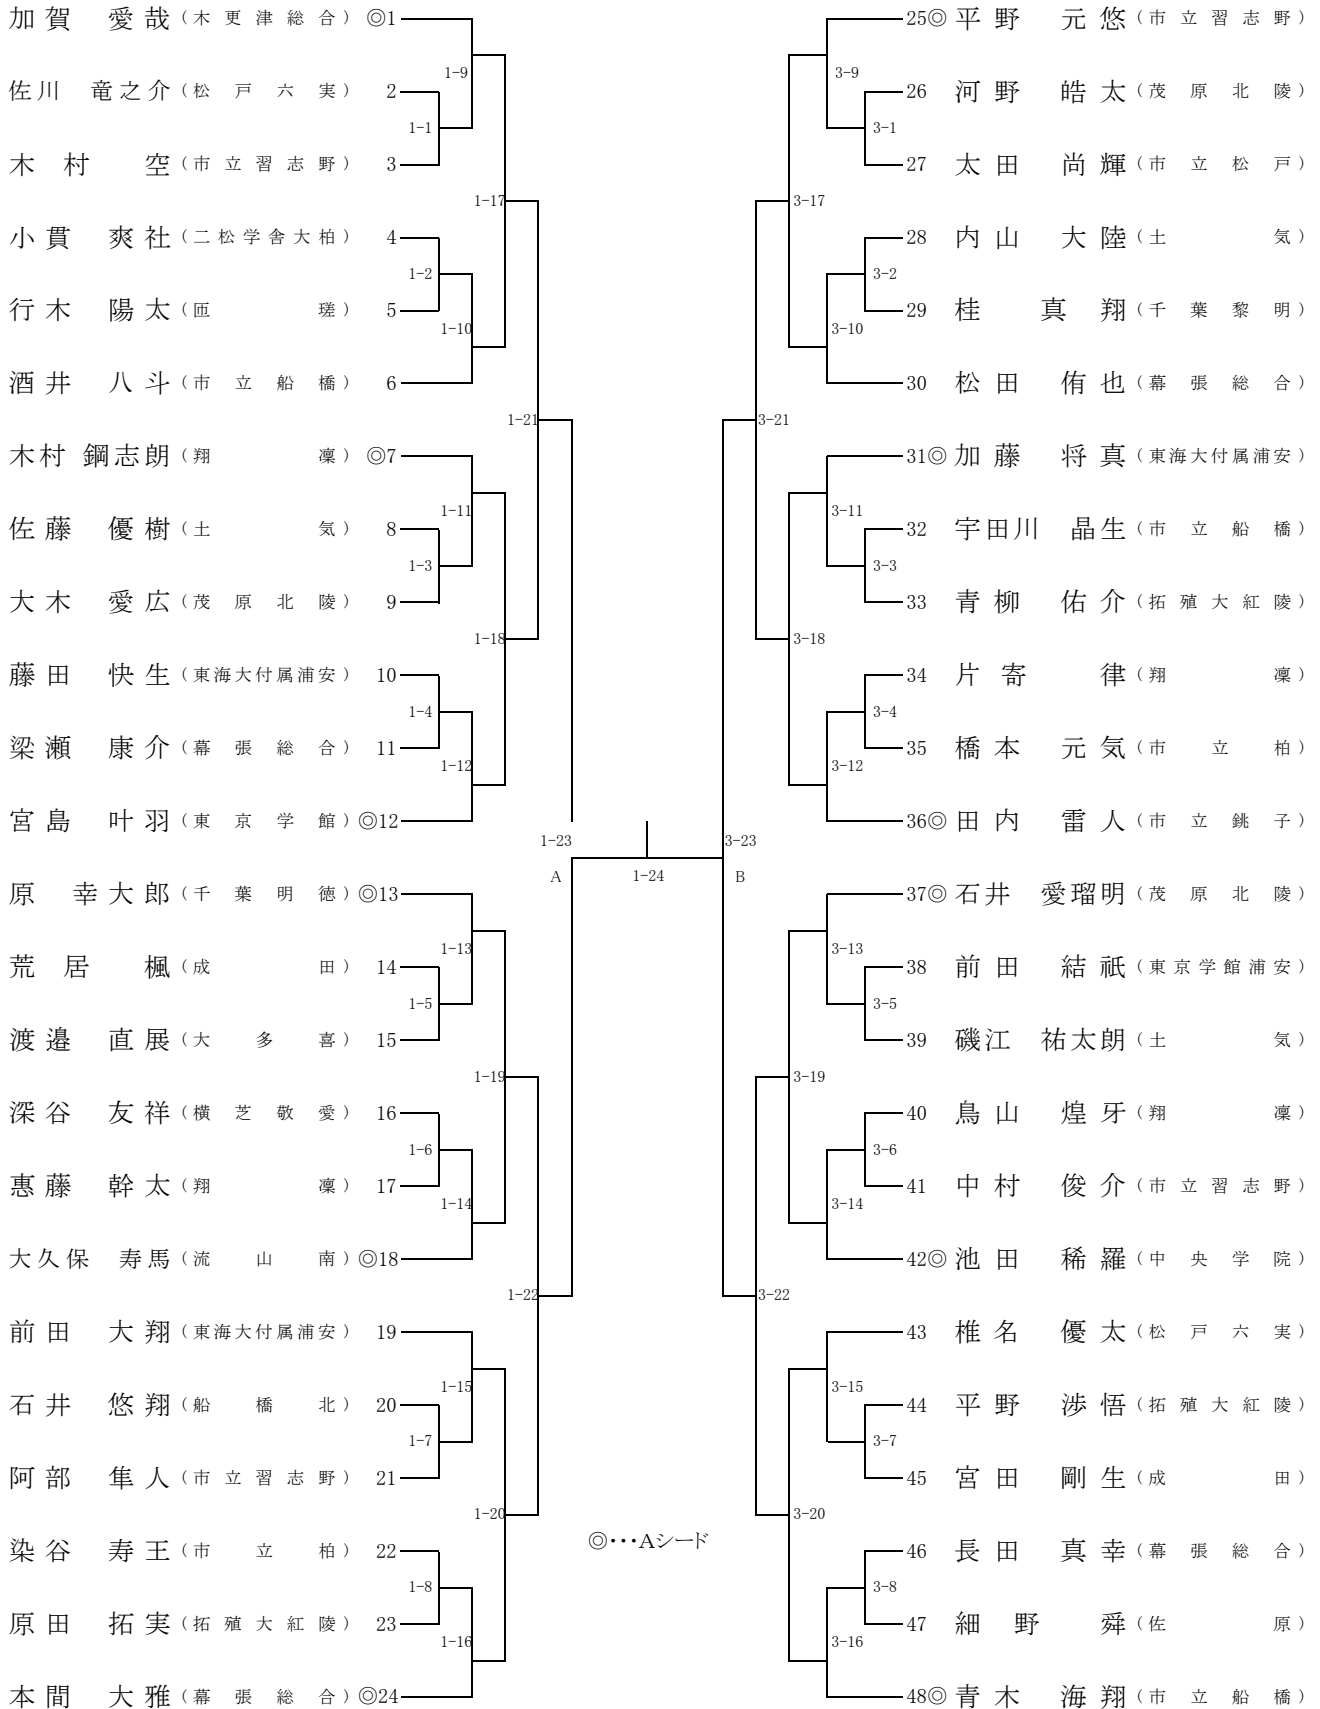 加賀 愛哉（木更津総合）◎1
1-9
佐川 竜之介（松戸六実）2
1-1
木村 空（市立習志野）3
1-17
小貫 爽社（二松学舎大柏）4
1-2
行木 陽太（匝瑳）5
1-10
酒井 八斗（市立船橋）6
1-21
木村 鋼志朗（翔凜）◎7
1-11
佐藤 優樹（土気）8
1-3
大木 愛広（茂原北陵）9
1-18
藤田 快生（東海大付属浦安）10
1-4
梁瀬 康介（幕張総合）11
1-12
宮島 叶羽（東京学館）◎12
1-23
A
原 幸大郎（千葉明徳）◎13
1-13
荒居 楓（成田）14
1-5
渡邉 直展（大多喜）15
1-19
深谷 友祥（横芝敬愛）16
1-6
惠藤 幹太（翔凜）17
1-14
大久保 寿馬（流山南）◎18
1-22
前田 大翔（東海大付属浦安）19
1-15
石井 悠翔（船橋北）20
1-7
阿部 隼人（市立習志野）21
1-20
染谷 寿王（市立柏）22
1-8
原田 拓実（拓殖大紅陵）23
1-16
本間 大雅（幕張総合）◎24
1-24
◎･･･Aシード
25◎ 平野 元悠（市立習志野）
3-9
26 河野 皓太（茂原北陵）
3-1
27 太田 尚輝（市立松戸）
3-17
28 内山 大陸（土気）
3-2
29 桂 真翔（千葉黎明）
3-10
30 松田 侑也（幕張総合）
3-21
31◎ 加藤 将真（東海大付属浦安）
3-11
32 宇田川 晶生（市立船橋）
3-3
33 青柳 佑介（拓殖大紅陵）
3-18
34 片寄 律（翔凜）
3-4
35 橋本 元気（市立柏）
3-12
36◎ 田内 雷人（市立銚子）
3-23
B
37◎ 石井 愛瑠明（茂原北陵）
3-13
38 前田 結祇（東京学館浦安）
3-5
39 磯江 祐太朗（土気）
3-19
40 鳥山 煌牙（翔凜）
3-6
41 中村 俊介（市立習志野）
3-14
42◎ 池田 稀羅（中央学院）
3-22
43 椎名 優太（松戸六実）
3-15
44 平野 渉悟（拓殖大紅陵）
3-7
45 宮田 剛生（成田）
3-20
46 長田 真幸（幕張総合）
3-8
47 細野 舜（佐原）
3-16
48◎ 青木 海翔（市立船橋）